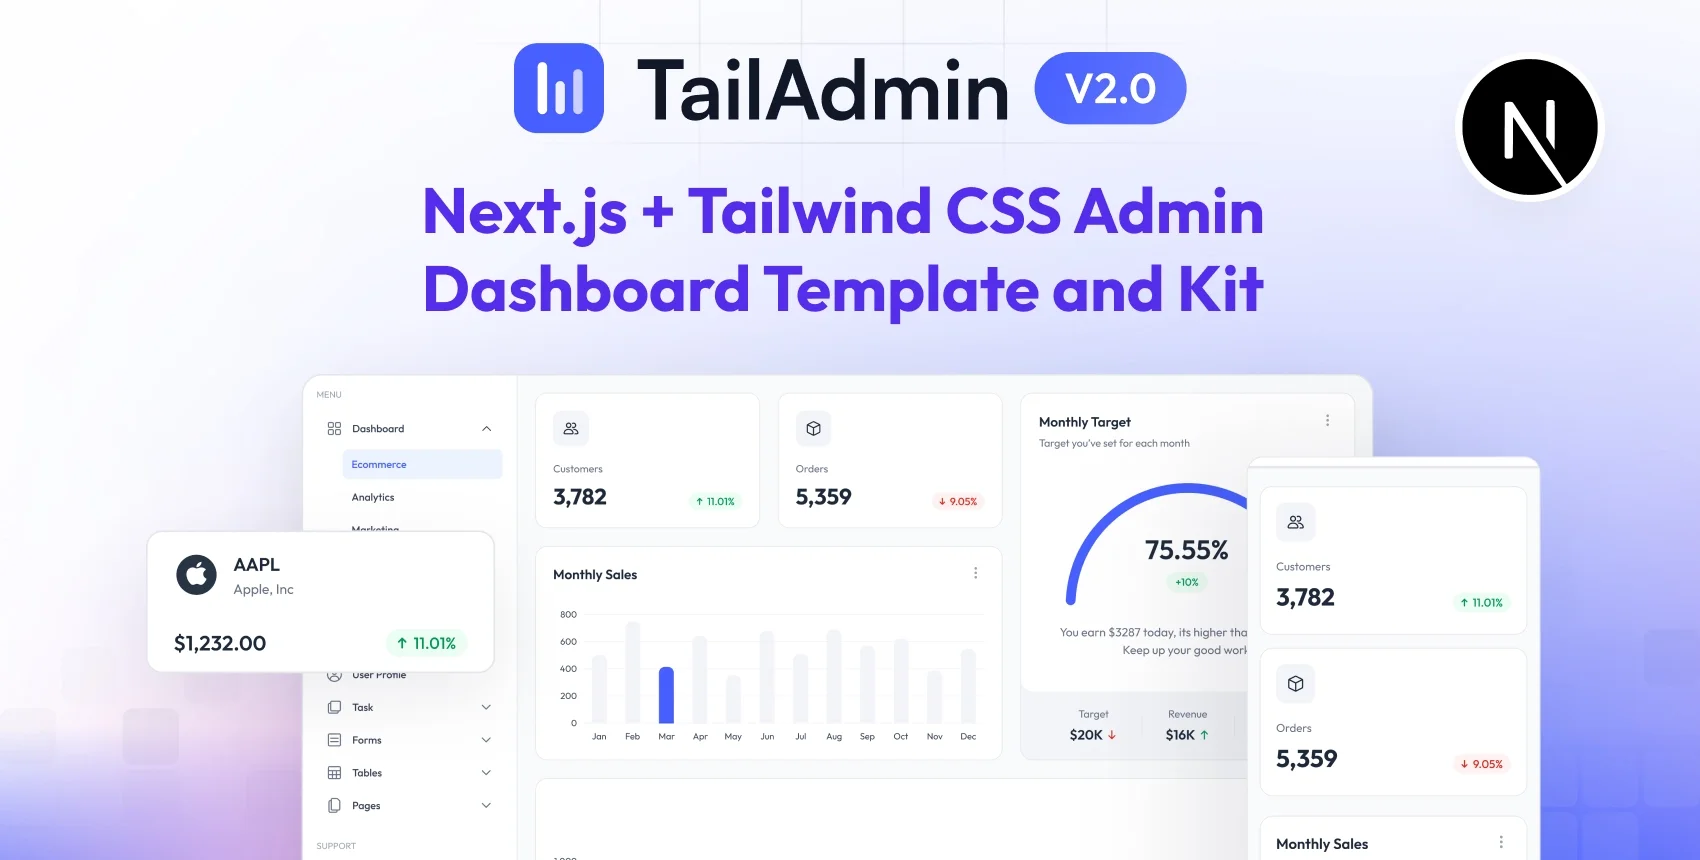 TailAdmin V2.0
Next.js + Tailwind CSS Admin
Dashboard Template and Kit
MENU
Dashboard
Ecommerce
Analytics
Marketing
AAPL
Apple, Inc
$1,232.00
11.01%
User Profile
Task
Forms
Tables
Pages
SUPPORT
Customers
3,782
11.01%
Orders
5,359
9.05%
Monthly Sales
800
600
400
200
0
Jan Feb Mar Apr May Jun Jul Aug Sep Oct Nov Dec
Monthly Target
Target you've set for each month
75.55%
+10%
You earn $3287 today, its higher tha
Keep up your good work
Target
$20K
Revenue
$16K
Customers
3,782
11.01%
Orders
5,359
9.05%
Monthly Sales